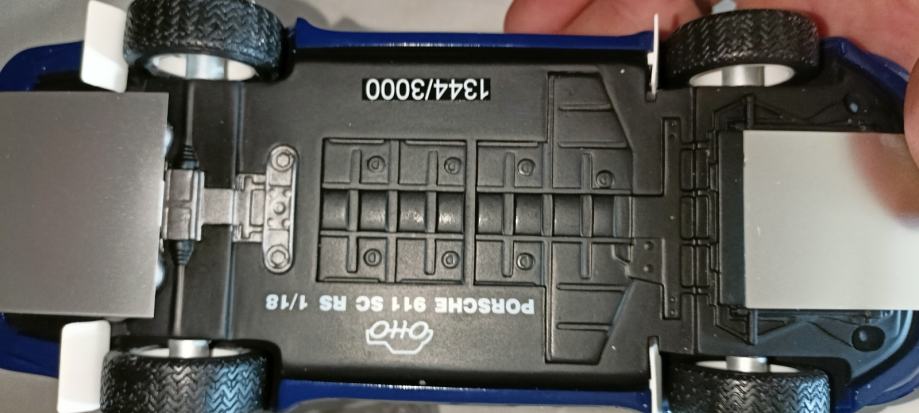 OttO
PORSCHE 911 SC RS 1/18
1344/3000